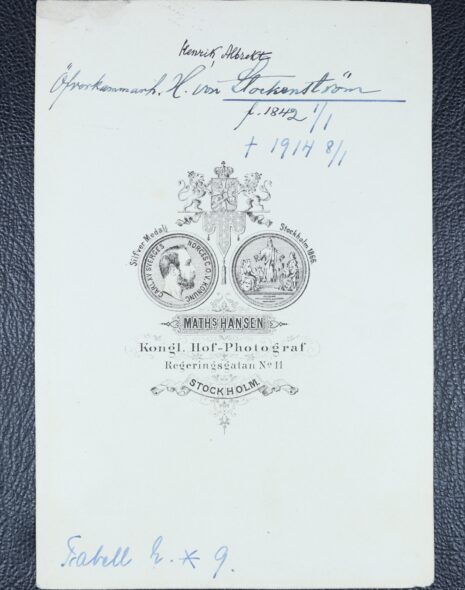 Henrik Albrekt
Öfverkammarh. H. von Stockenström
f. 1842 1/1
† 1914 8/1
Silfver Medalj
Stockholm 1866.
CARL XV SVERGES NORGES G. O. V. KONUNG
MATHS HANSEN
Kongl. Hof-Photograf
Regeringsgatan No 11
STOCKHOLM.
Tabell 2. * 9.